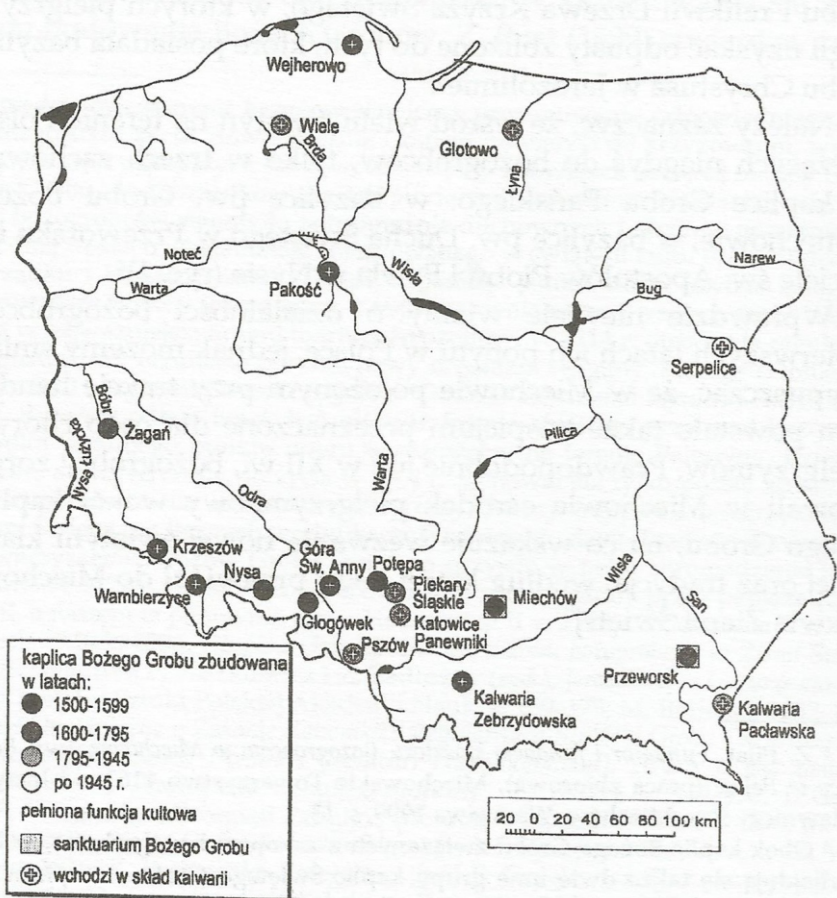 Wejherowo
Wiele
Brda
Glotowo
Łyna
Noteć
Warta
Pakość
Wisła
Narew
Bug
Serpelice
Bóbr
Żagań
Nysa Łużycka
Odra
Warta
Pilica
Krzeszów
Wambierzyce
Nysa
Góra
Św. Anny
Potępa
Głogówek
Piekary
Śląskie
Katowice
Panewniki
Pszów
Miechów
Wisła
San
Przeworsk
Kalwaria
Zebrzydowska
Kalwaria
Pacławska
kaplica Bożego Grobu zbudowana
w latach:
1500-1599
1600-1795
1795-1945
po 1945 r.
pełniona funkcja kultowa
sanktuarium Bożego Grobu
wchodzi w skład kalwarii
20 0 20 40 60 80 100 km